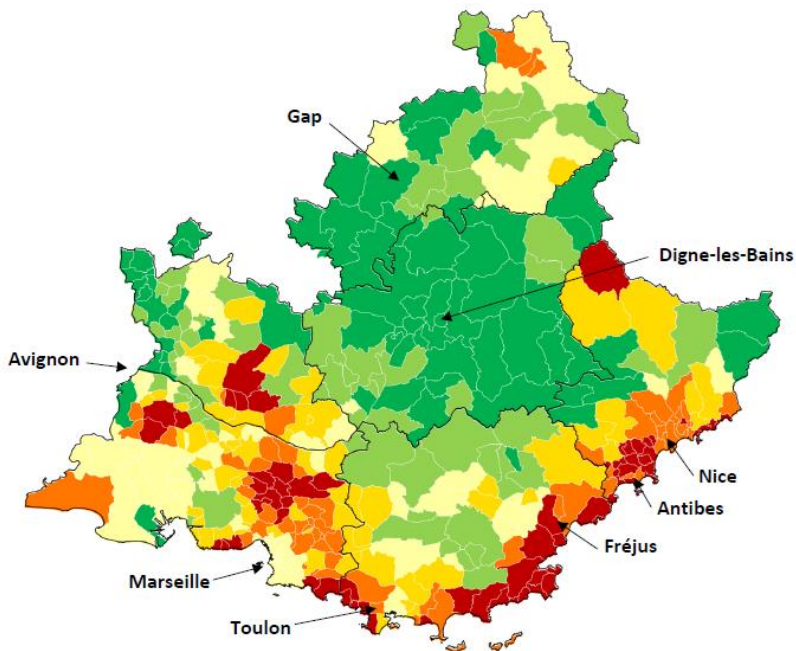 Gap
Digne-les-Bains
Avignon
Nice
Antibes
Fréjus
Marseille
Toulon